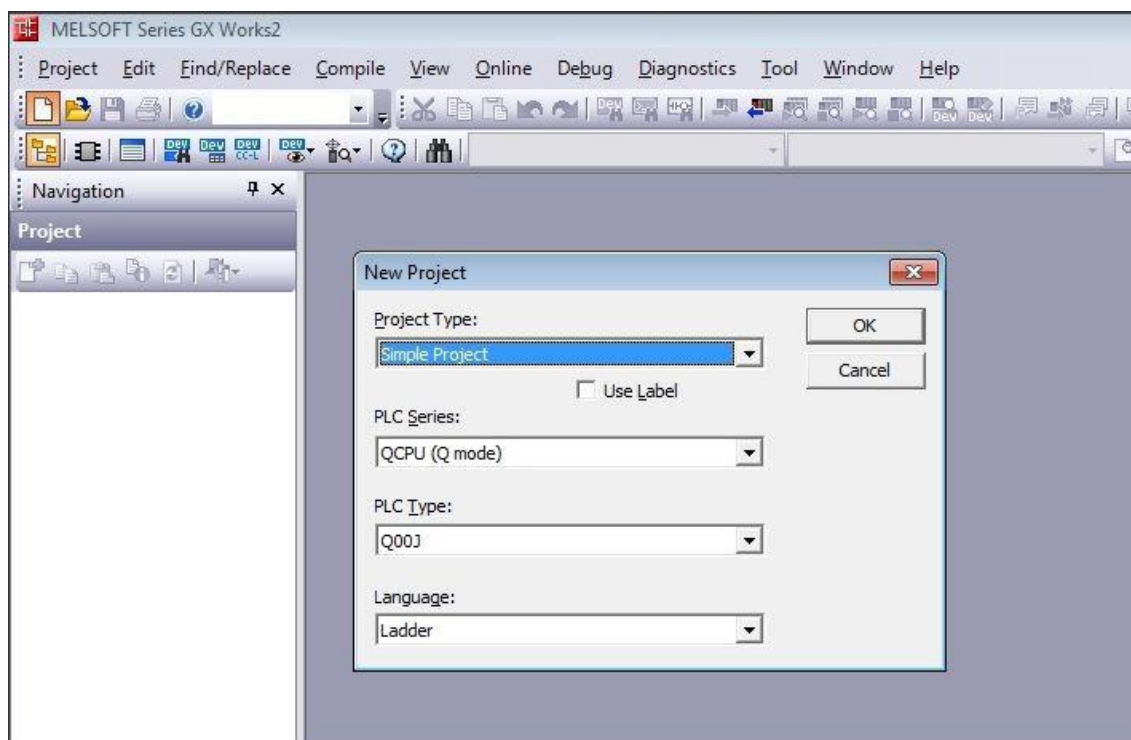 MELSOFT Series GX Works2
Project Edit Find/Replace Compile View Online Debug Diagnostics Tool Window Help
Navigation
Project
New Project
Project Type:
OK
Simple Project
Cancel
Use Label
PLC Series:
QCPU (Q mode)
PLC Type:
Q00J
Language:
Ladder